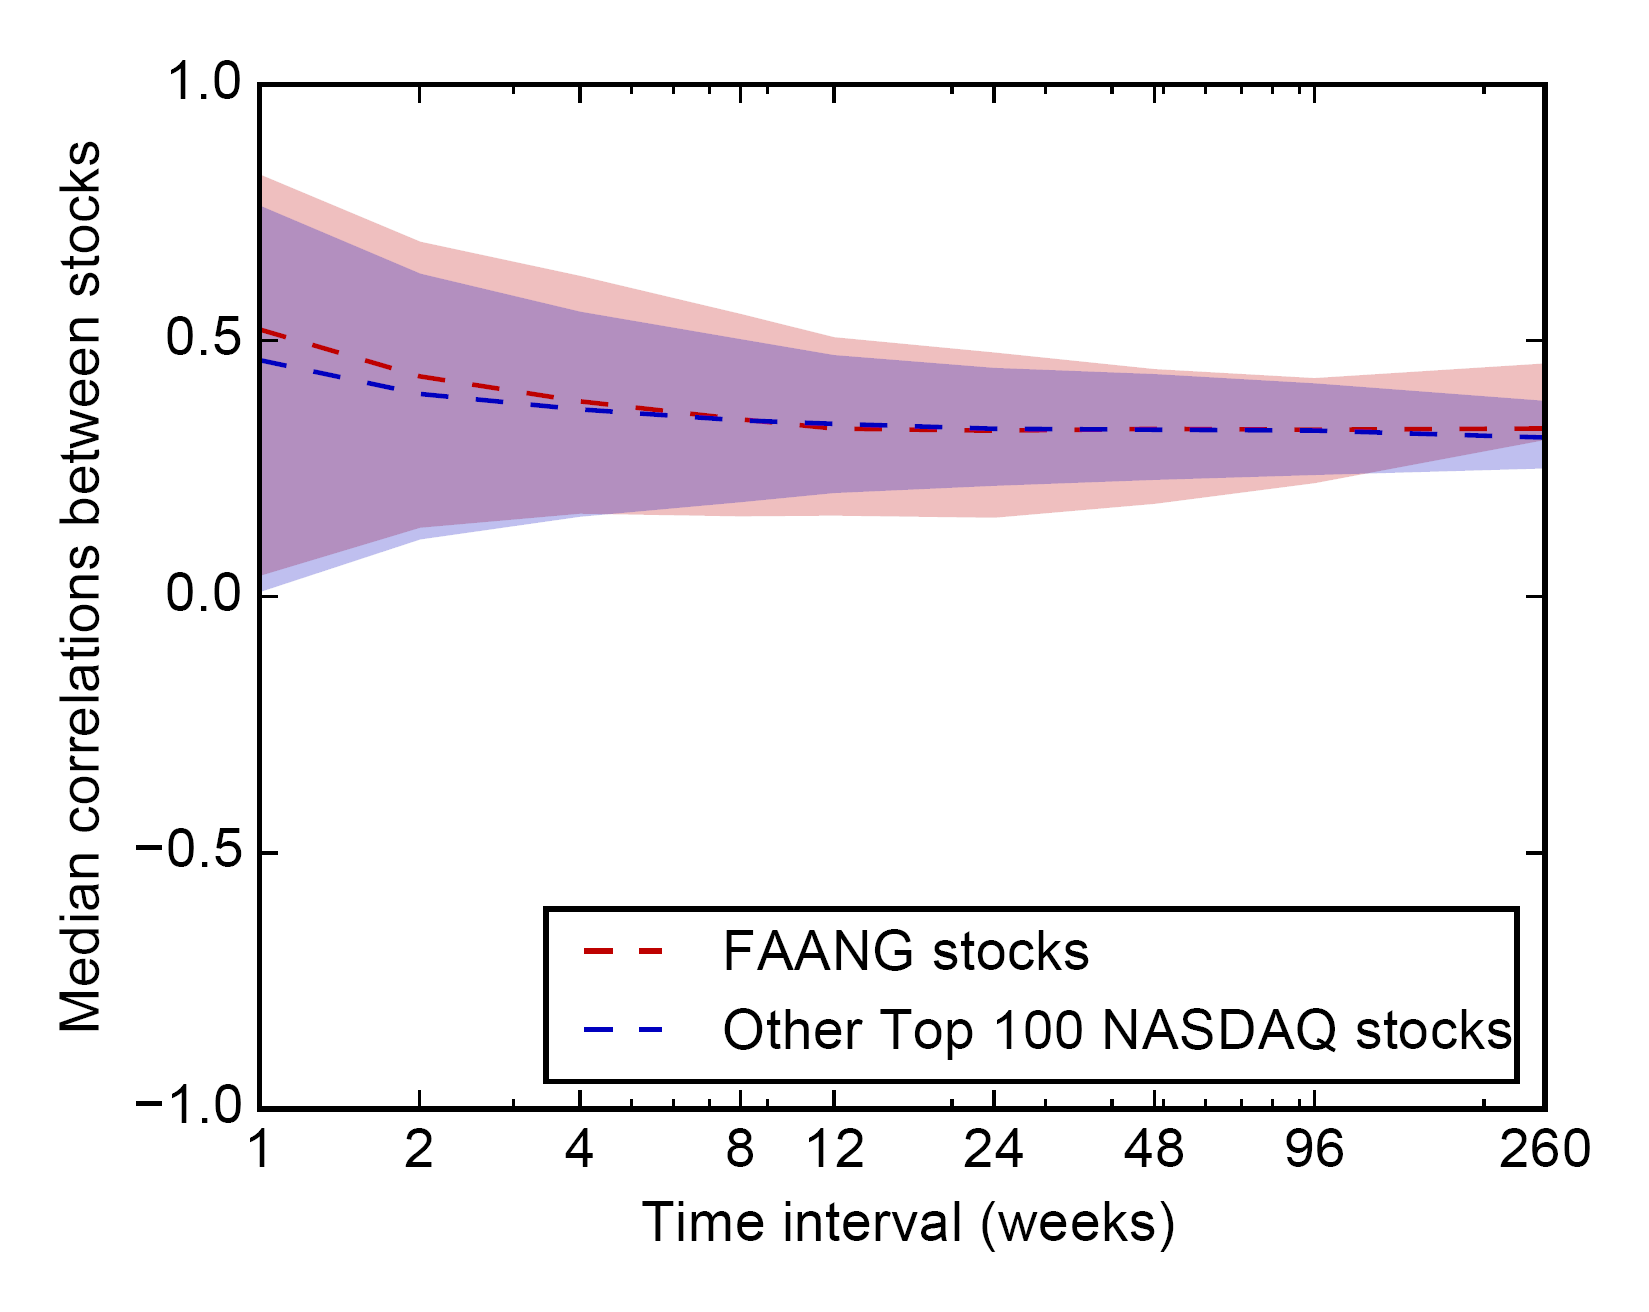 Median correlations between stocks
1.0
0.5
0.0
−0.5
−1.0
FAANG stocks
Other Top 100 NASDAQ stocks
1 2 4 8 12 24 48 96 260
Time interval (weeks)